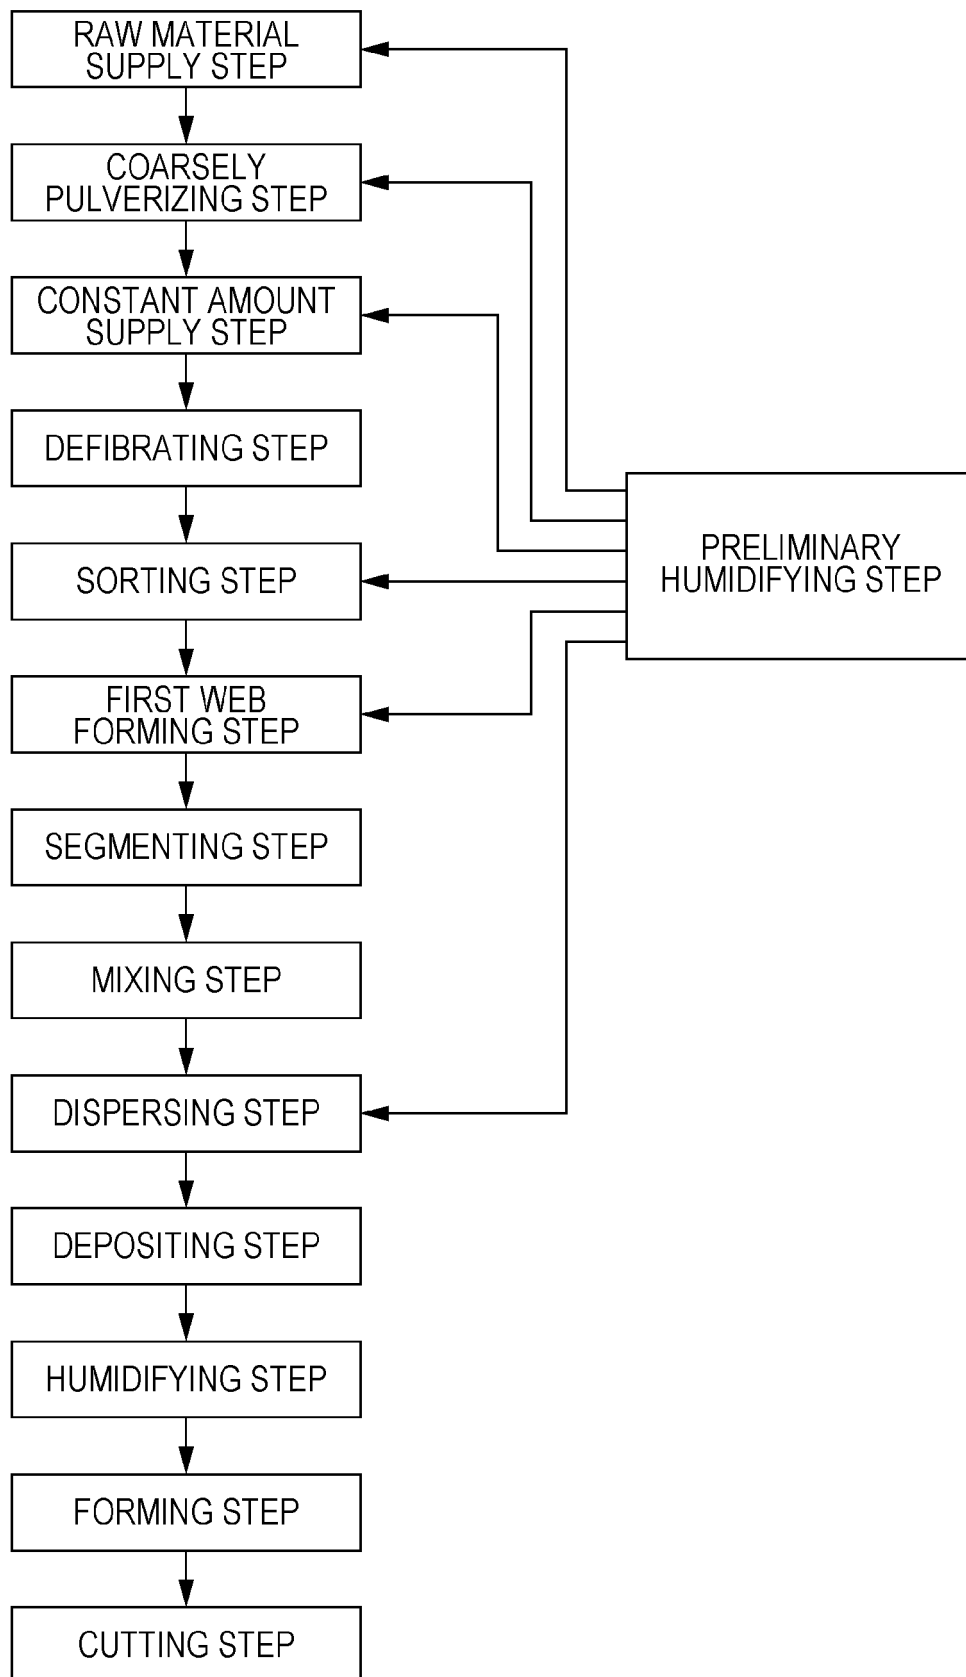 RAW MATERIAL
SUPPLY STEP
COARSELY
PULVERIZING STEP
CONSTANT AMOUNT
SUPPLY STEP
DEFIBRATING STEP
SORTING STEP
PRELIMINARY
HUMIDIFYING STEP
FIRST WEB
FORMING STEP
SEGMENTING STEP
MIXING STEP
DISPERSING STEP
DEPOSITING STEP
HUMIDIFYING STEP
FORMING STEP
CUTTING STEP